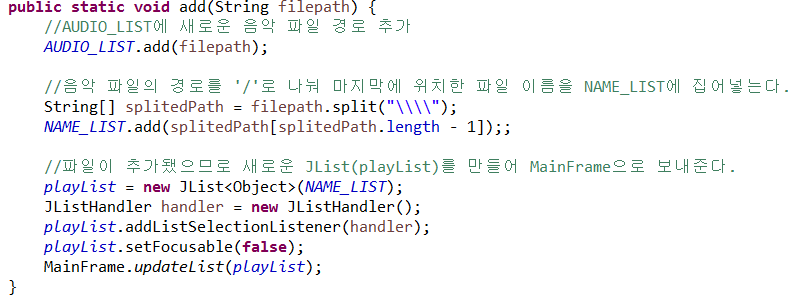 public static void add(String filepath) {
//AUDIO_LIST에 새로운 음악 파일 경로 추가
AUDIO_LIST.add(filepath);
//음악 파일의 경로를 '/'로 나눠 마지막에 위치한 파일 이름을 NAME_LIST에 집어넣는다.
String[] splitedPath = filepath.split("\\\\");
NAME_LIST.add(splitedPath[splitedPath.length - 1]);;
//파일이 추가됐으므로 새로운 JList(playList)를 만들어 MainFrame으로 보내준다.
playList = new JList<Object>(NAME_LIST);
JListHandler handler = new JListHandler();
playList.addListSelectionListener(handler);
playList.setFocusable(false);
MainFrame.updateList(playList);
}